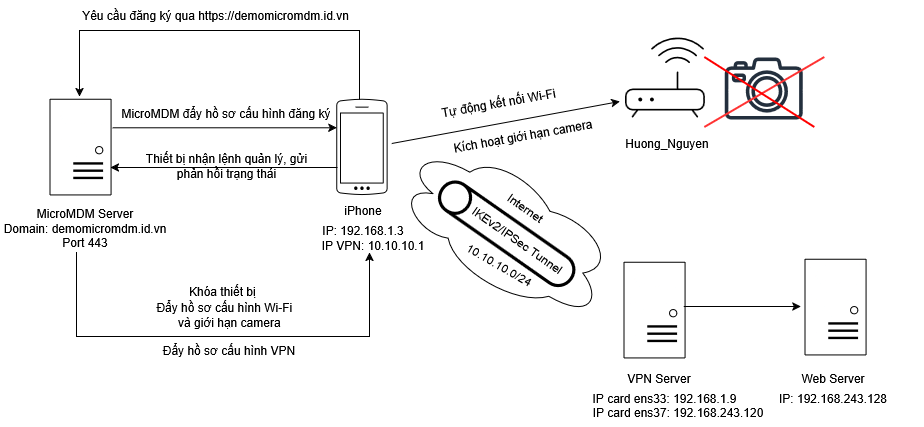 Yêu cầu đăng ký qua https://demomicromdm.id.vn
MicroMDM đẩy hồ sơ cấu hình đăng ký
Thiết bị nhận lệnh quản lý, gửi
phản hồi trạng thái
MicroMDM Server
Domain: demomicromdm.id.vn
Port 443
iPhone
IP: 192.168.1.3
IP VPN: 10.10.10.1
Tự động kết nối Wi-Fi
Kích hoạt giới hạn camera
Huong_Nguyen
Internet
IKEv2/IPSec Tunnel
10.10.10.0/24
Khóa thiết bị
Đẩy hồ sơ cấu hình Wi-Fi
và giới hạn camera
Đẩy hồ sơ cấu hình VPN
VPN Server
IP card ens33: 192.168.1.9
IP card ens37: 192.168.243.120
Web Server
IP: 192.168.243.128